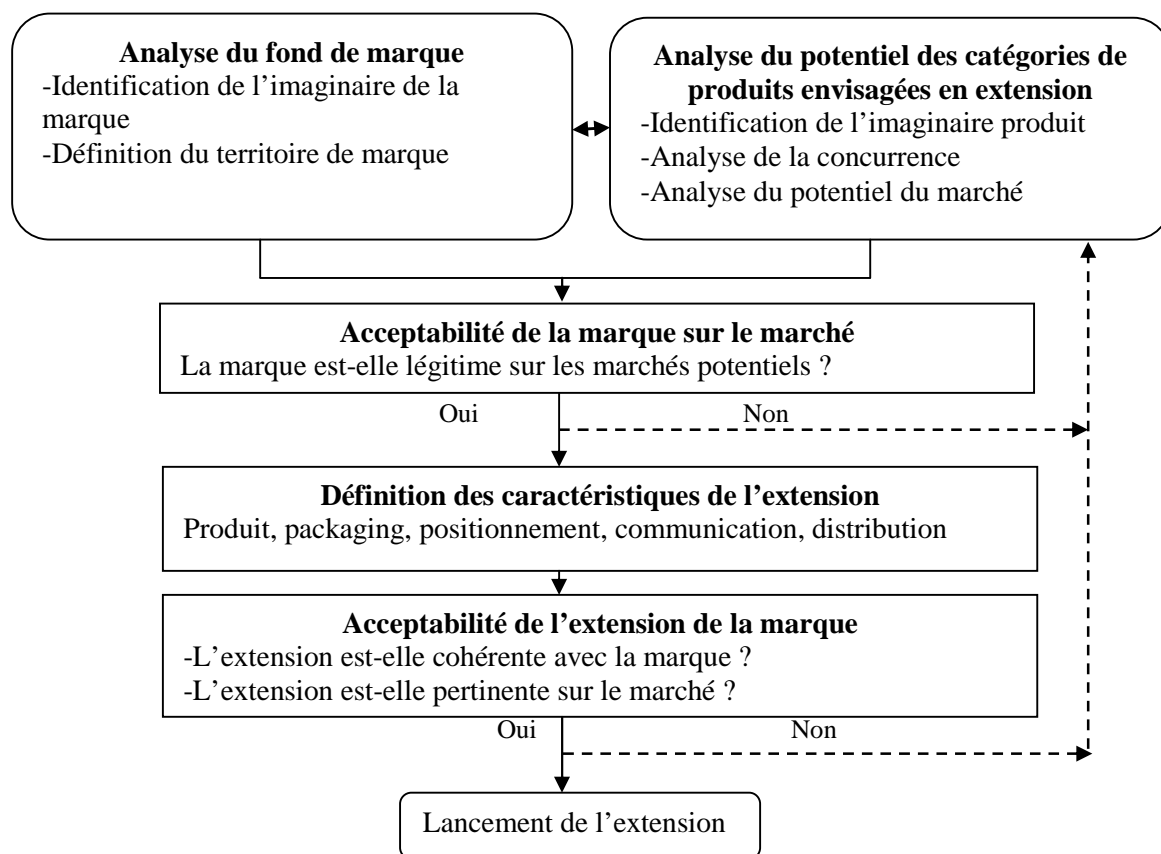 Analyse du fond de marque
-Identification de l’imaginaire de la
marque
-Définition du territoire de marque
Analyse du potentiel des catégories de
produits envisagées en extension
-Identification de l’imaginaire produit
-Analyse de la concurrence
-Analyse du potentiel du marché
Acceptabilité de la marque sur le marché
La marque est-elle légitime sur les marchés potentiels ?
Oui
Non
Définition des caractéristiques de l’extension
Produit, packaging, positionnement, communication, distribution
Acceptabilité de l’extension de la marque
-L’extension est-elle cohérente avec la marque ?
-L’extension est-elle pertinente sur le marché ?
Oui
Non
Lancement de l’extension